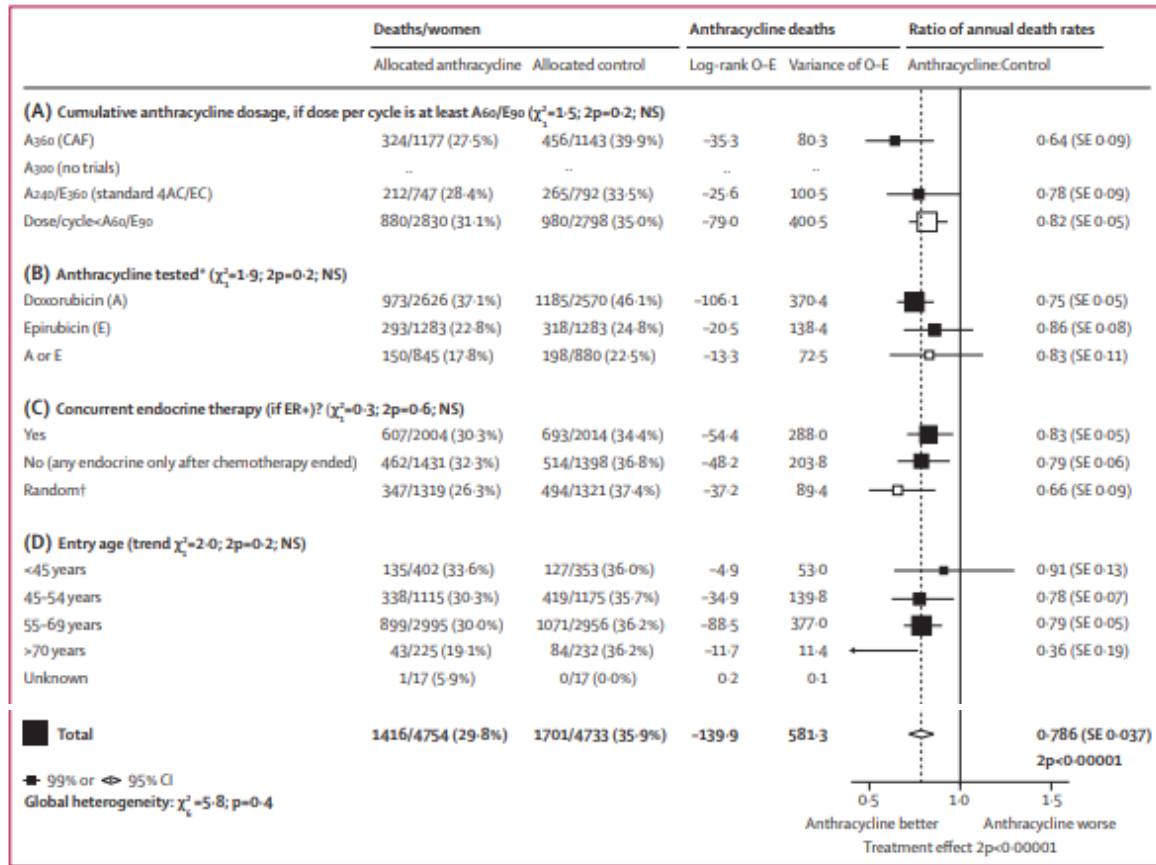 Deaths/women Anthracycline deaths Ratio of annual death rates
Allocated anthracycline Allocated control Log-rank O–E Variance of O–E Anthracycline:Control
(A) Cumulative anthracycline dosage, if dose per cycle is at least A60/E90 (χ²₁=1·5; 2p=0·2; NS)
A360 (CAF) 324/1177 (27·5%) 456/1143 (39·9%) –35·3 80·3 0·64 (SE 0·09)
A300 (no trials) .. .. .. ..
A240/E360 (standard 4AC/EC) 212/747 (28·4%) 265/792 (33·5%) –25·6 100·5 0·78 (SE 0·09)
Dose/cycle<A60/E90 880/2830 (31·1%) 980/2798 (35·0%) –79·0 400·5 0·82 (SE 0·05)
(B) Anthracycline tested* (χ²₁=1·9; 2p=0·2; NS)
Doxorubicin (A) 973/2626 (37·1%) 1185/2570 (46·1%) –106·1 370·4 0·75 (SE 0·05)
Epirubicin (E) 293/1283 (22·8%) 318/1283 (24·8%) –20·5 138·4 0·86 (SE 0·08)
A or E 150/845 (17·8%) 198/880 (22·5%) –13·3 72·5 0·83 (SE 0·11)
(C) Concurrent endocrine therapy (if ER+)? (χ²₁=0·3; 2p=0·6; NS)
Yes 607/2004 (30·3%) 693/2014 (34·4%) –54·4 288·0 0·83 (SE 0·05)
No (any endocrine only after chemotherapy ended) 462/1431 (32·3%) 514/1398 (36·8%) –48·2 203·8 0·79 (SE 0·06)
Random† 347/1319 (26·3%) 494/1321 (37·4%) –37·2 89·4 0·66 (SE 0·09)
(D) Entry age (trend χ²₁=2·0; 2p=0·2; NS)
<45 years 135/402 (33·6%) 127/353 (36·0%) –4·9 53·0 0·91 (SE 0·13)
45–54 years 338/1115 (30·3%) 419/1175 (35·7%) –34·9 139·8 0·78 (SE 0·07)
55–69 years 899/2995 (30·0%) 1071/2956 (36·2%) –88·5 377·0 0·79 (SE 0·05)
>70 years 43/225 (19·1%) 84/232 (36·2%) –11·7 11·4 0·36 (SE 0·19)
Unknown 1/17 (5·9%) 0/17 (0·0%) 0·2 0·1
Total 1416/4754 (29·8%) 1701/4733 (35·9%) –139·9 581·3 0·786 (SE 0·037)
2p<0·00001
99% or 95% CI
Global heterogeneity: χ²₆=5·8; p=0·4
0·5 1·0 1·5
Anthracycline better Anthracycline worse
Treatment effect 2p<0·00001